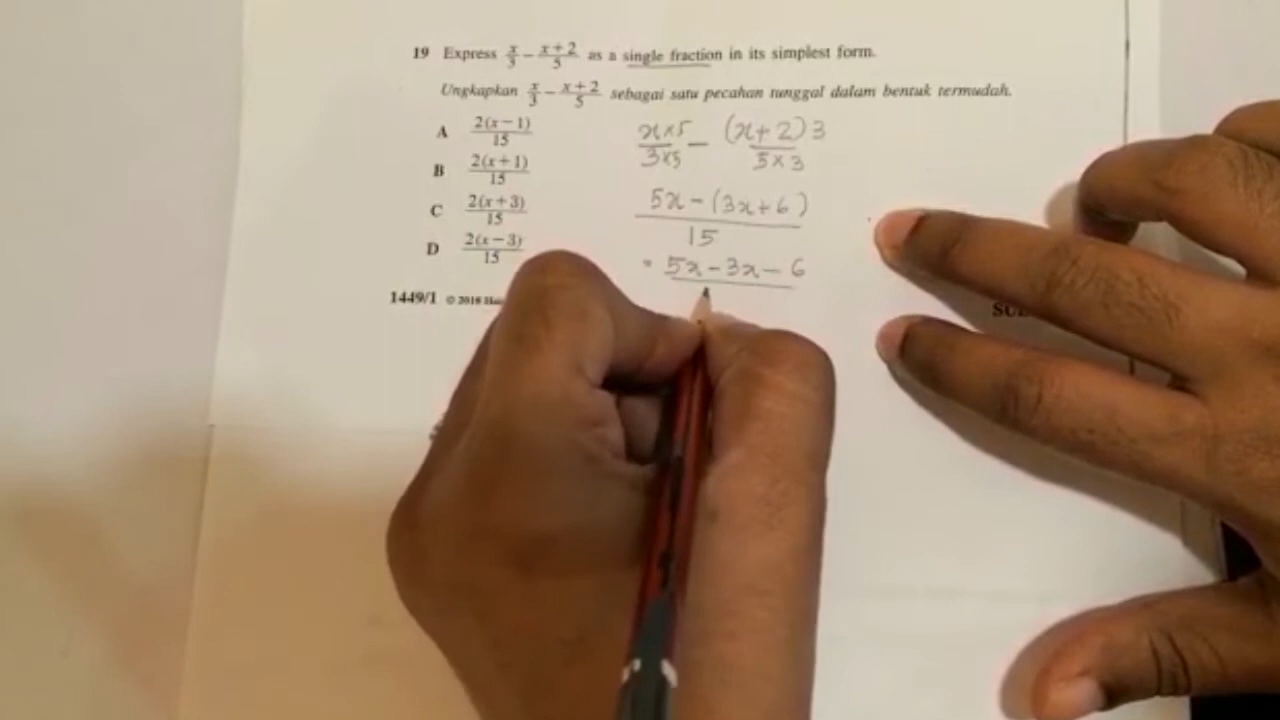 19 Express x/3 − x+2/5 as a single fraction in its simplest form.
Ungkapkan x/3 − x+2/5 sebagai satu pecahan tunggal dalam bentuk termudah.
A 2(x−1)/15
B 2(x+1)/15
C 2(x+3)/15
D 2(x−3)/15
x×5/3×5 − (x+2)3/5×3
5x−(3x+6)/15
= 5x−3x−6
1449/1 © 2018